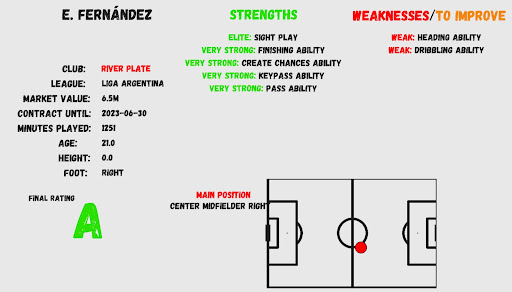 E. FERNÁNDEZ
CLUB: RIVER PLATE
LEAGUE: LIGA ARGENTINA
MARKET VALUE: 6.5M
CONTRACT UNTIL: 2023-06-30
MINUTES PLAYED: 1251
AGE: 21.0
HEIGHT: 0.0
FOOT: RIGHT
FINAL RATING
A
STRENGTHS
ELITE: SIGHT PLAY
VERY STRONG: FINISHING ABILITY
VERY STRONG: CREATE CHANCES ABILITY
VERY STRONG: KEYPASS ABILITY
VERY STRONG: PASS ABILITY
WEAKNESSES/TO IMPROVE
WEAK: HEADING ABILITY
WEAK: DRIBBLING ABILITY
MAIN POSITION
CENTER MIDFIELDER RIGHT